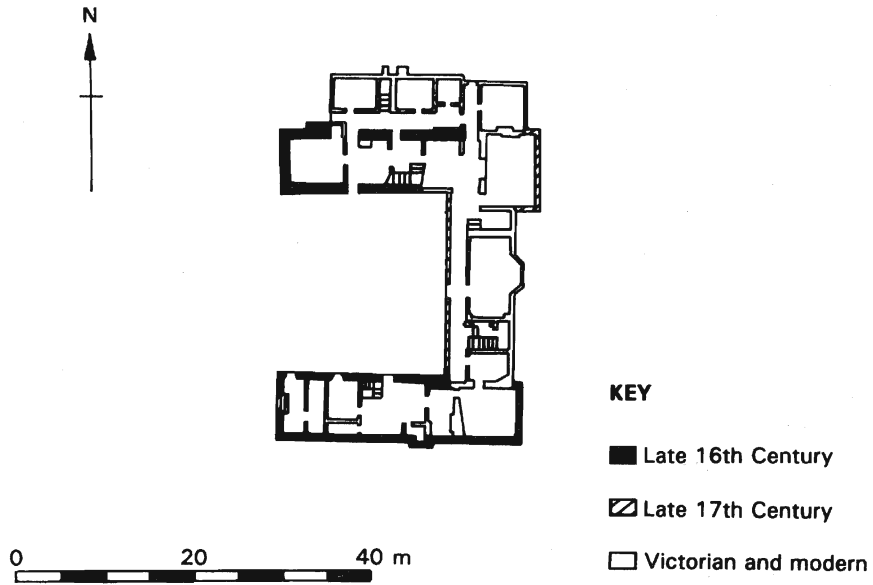 N
KEY
Late 16th Century
Late 17th Century
Victorian and modern
0 20 40 m